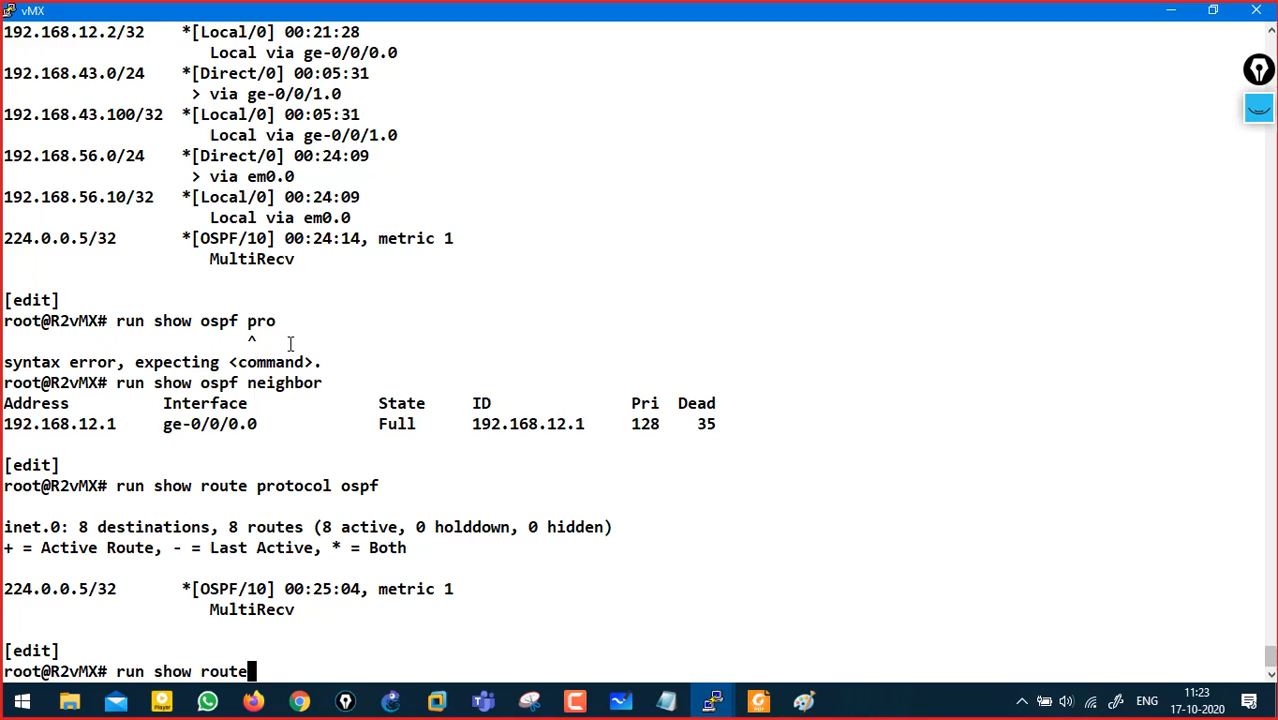 vMX
192.168.12.2/32    *[Local/0] 00:21:28
                      Local via ge-0/0/0.0
192.168.43.0/24    *[Direct/0] 00:05:31
                    > via ge-0/0/1.0
192.168.43.100/32  *[Local/0] 00:05:31
                      Local via ge-0/0/1.0
192.168.56.0/24    *[Direct/0] 00:24:09
                    > via em0.0
192.168.56.10/32   *[Local/0] 00:24:09
                      Local via em0.0
224.0.0.5/32       *[OSPF/10] 00:24:14, metric 1
                      MultiRecv
[edit]
root@R2vMX# run show ospf pro
                          ^
syntax error, expecting <command>.
root@R2vMX# run show ospf neighbor
Address          Interface              State     ID               Pri  Dead
192.168.12.1     ge-0/0/0.0             Full      192.168.12.1     128    35
[edit]
root@R2vMX# run show route protocol ospf
inet.0: 8 destinations, 8 routes (8 active, 0 holddown, 0 hidden)
+ = Active Route, - = Last Active, * = Both
224.0.0.5/32       *[OSPF/10] 00:25:04, metric 1
                      MultiRecv
[edit]
root@R2vMX# run show route
Player
PDF
ENG
11:23
17-10-2020